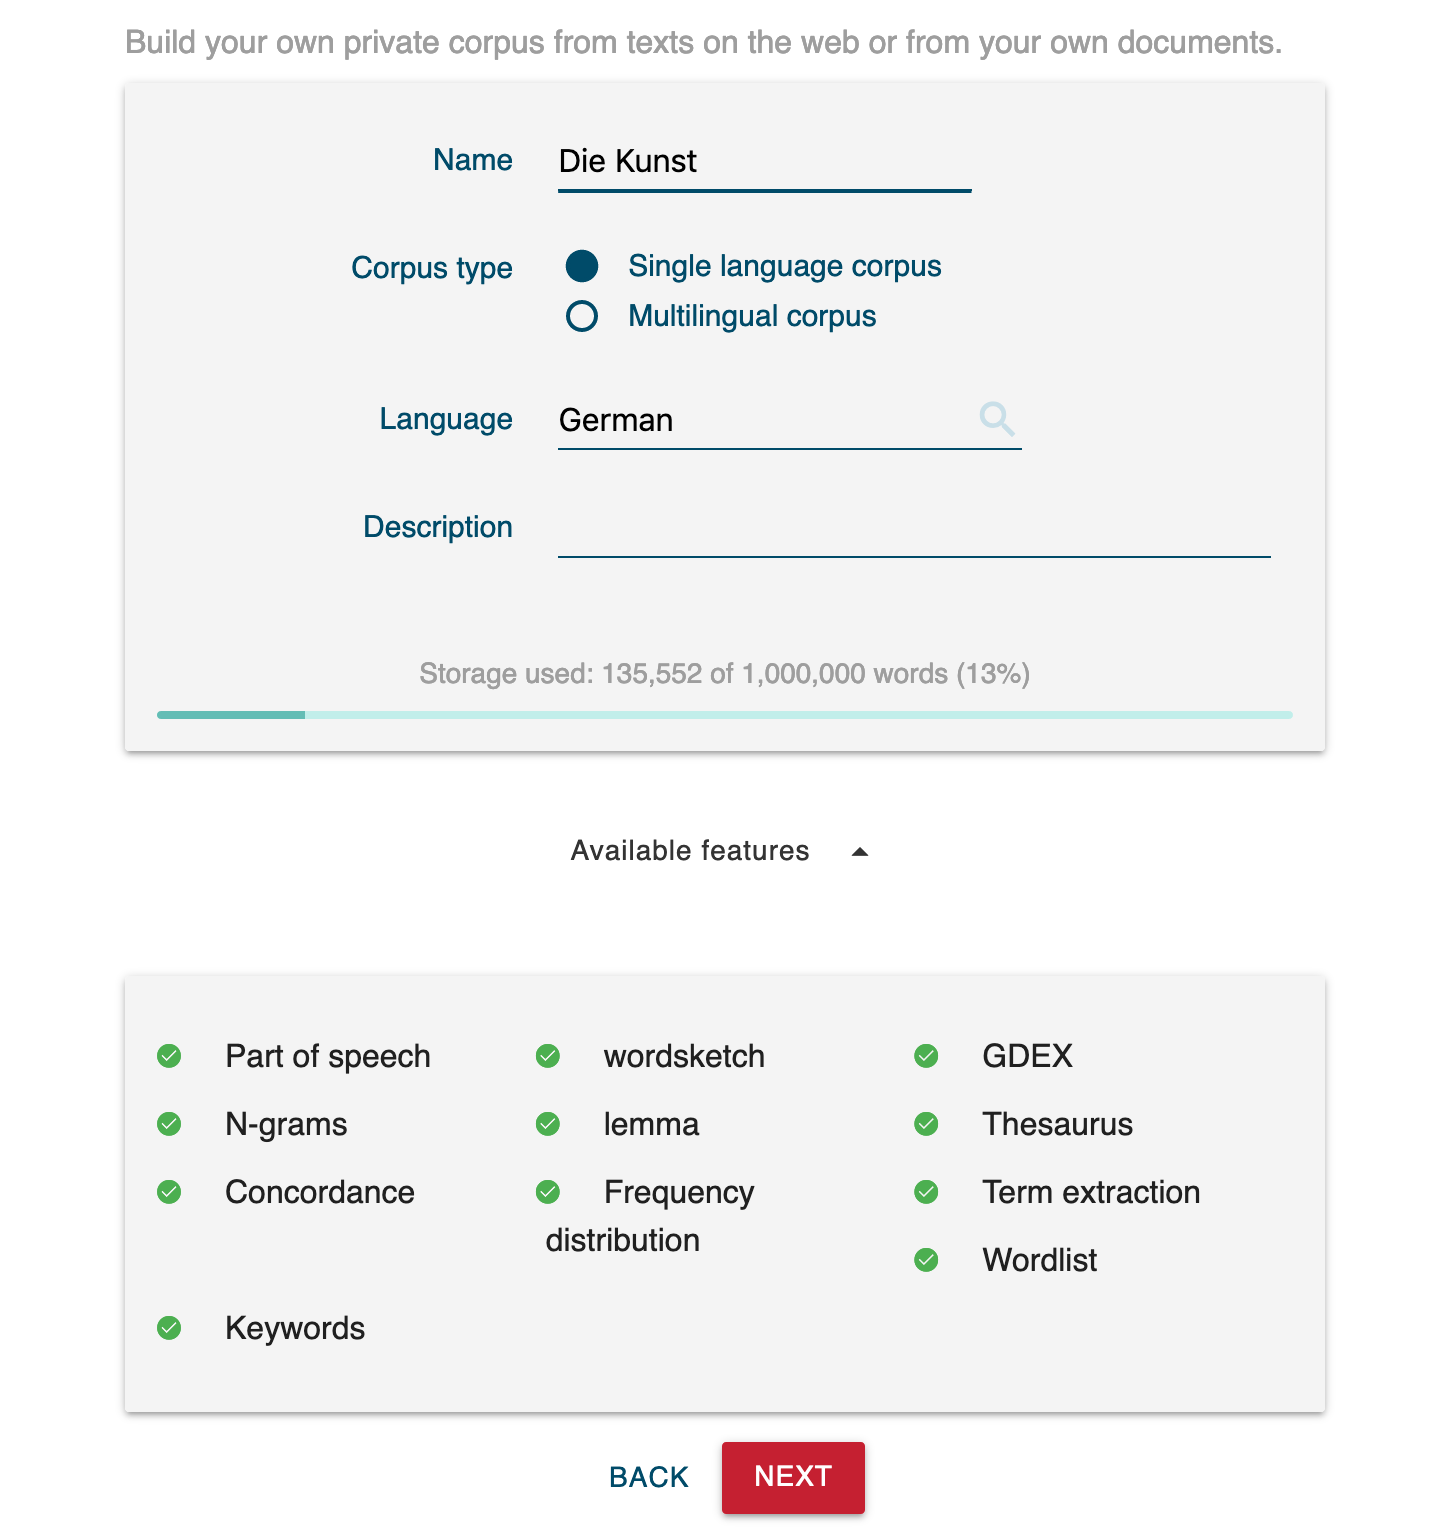 Build your own private corpus from texts on the web or from your own documents.
Name Die Kunst
Corpus type Single language corpus
Multilingual corpus
Language German
Description
Storage used: 135,552 of 1,000,000 words (13%)
Available features
Part of speech wordsketch GDEX
N-grams lemma Thesaurus
Concordance Frequency Term extraction
distribution
Wordlist
Keywords
BACK NEXT